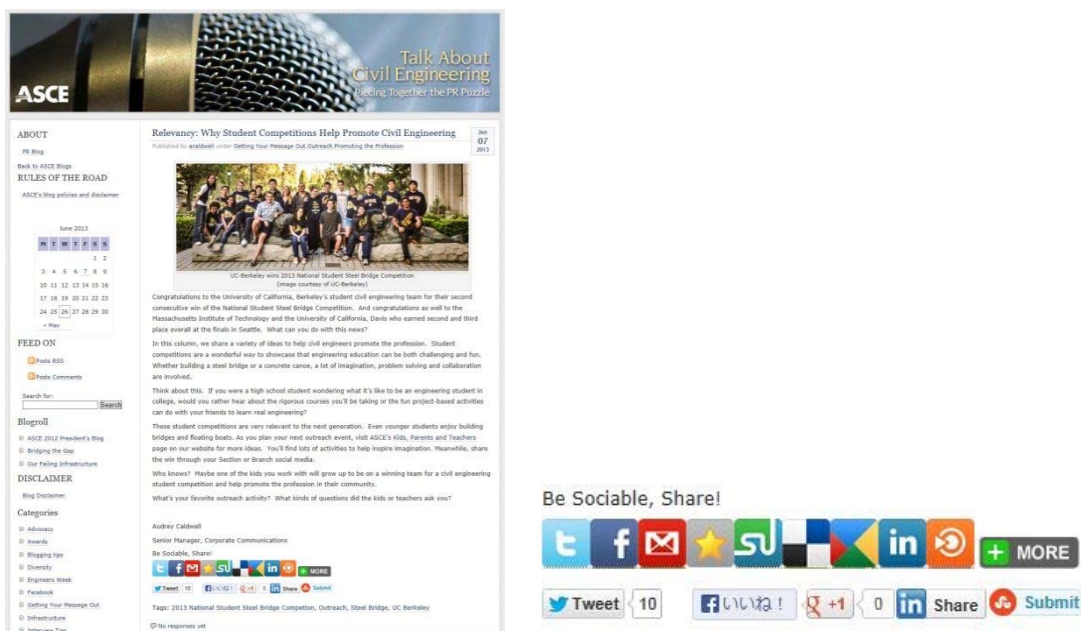 Talk About
Civil Engineering
Piecing Together the PR Puzzle
ASCE
ABOUT
PR Blog
Back to ASCE Blogs
RULES OF THE ROAD
ASCE's blog policies and disclaimer
June 2013
M T W T F S S
1 2
3 4 5 6 7 8 9
10 11 12 13 14 15 16
17 18 19 20 21 22 23
24 25 26 27 28 29 30
« May
FEED ON
Posts RSS
Posts Comments
Search for:
Search
Blogroll
ASCE 2012 President's Blog
Bridging the Gap
Our Failing Infrastructure
DISCLAIMER
Blog Disclaimer
Categories
Advocacy
Awards
Blogging tips
Diversity
Engineers Week
Facebook
Getting Your Message Out
Infrastructure
Interview Tips
Relevancy: Why Student Competitions Help Promote Civil Engineering
Jun
07
2013
Published by acaldwell under Getting Your Message Out,Outreach,Promoting the Profession
UC-Berkeley wins 2013 National Student Steel Bridge Competition
(image courtesy of UC-Berkeley)
Congratulations to the University of California, Berkeley's student civil engineering team for their second
consecutive win of the National Student Steel Bridge Competition. And congratulations as well to the
Massachusetts Institute of Technology and the University of California, Davis who earned second and third
place overall at the finals in Seattle. What can you do with this news?
In this column, we share a variety of ideas to help civil engineers promote the profession. Student
competitions are a wonderful way to showcase that engineering education can be both challenging and fun.
Whether building a steel bridge or a concrete canoe, a lot of imagination, problem solving and collaboration
are involved.
Think about this. If you were a high school student wondering what it's like to be an engineering student in
college, would you rather hear about the rigorous courses you'll be taking or the fun project-based activities
can do with your friends to learn real engineering?
These student competitions are very relevant to the next generation. Even younger students enjoy building
bridges and floating boats. As you plan your next outreach event, visit ASCE's Kids, Parents and Teachers
page on our website for more ideas. You'll find lots of activities to help inspire imagination. Meanwhile, share
the win through your Section or Branch social media.
Who knows? Maybe one of the kids you work with will grow up to be on a winning team for a civil engineering
student competition and help promote the profession in their community.
What's your favorite outreach activity? What kinds of questions did the kids or teachers ask you?
Audrey Caldwell
Senior Manager, Corporate Communications
Be Sociable, Share!
MORE
Tweet 10 いいね! +1 0 Share Submit
Tags: 2013 National Student Steel Bridge Competion, Outreach, Steel Bridge, UC Berkeley
No responses yet
Be Sociable, Share!
MORE
Tweet 10 いいね! +1 0 in Share Submit